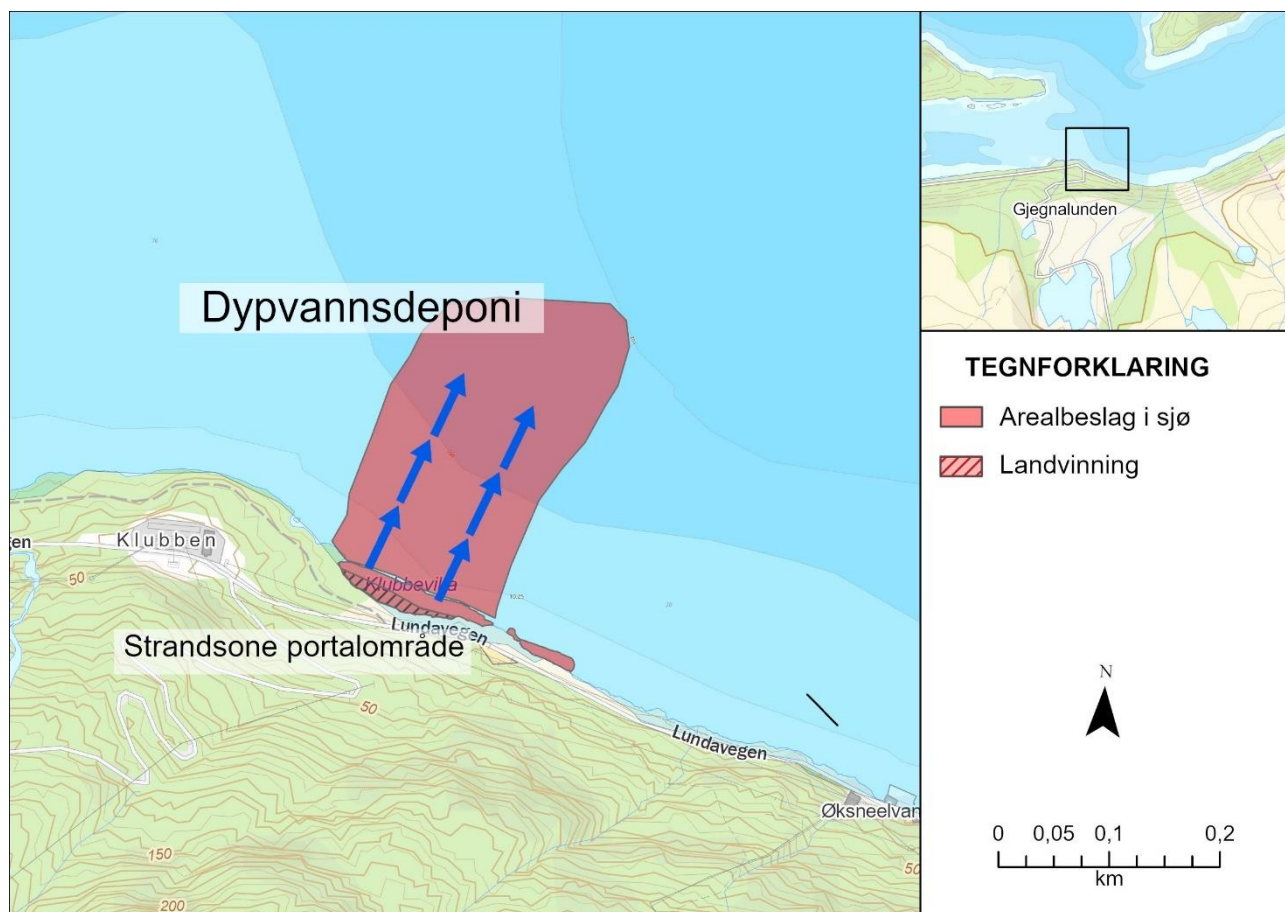 Dypvannsdeponi
Klubben
50
Klubbevika
Lundavegen
Strandsone portalområde
50
Lundavegen
Øksneelvan
50
150
200
Gjegnalunden
TEGNFORKLARING
Arealbeslag i sjø
Landvinning
N
0 0,05 0,1 0,2
km